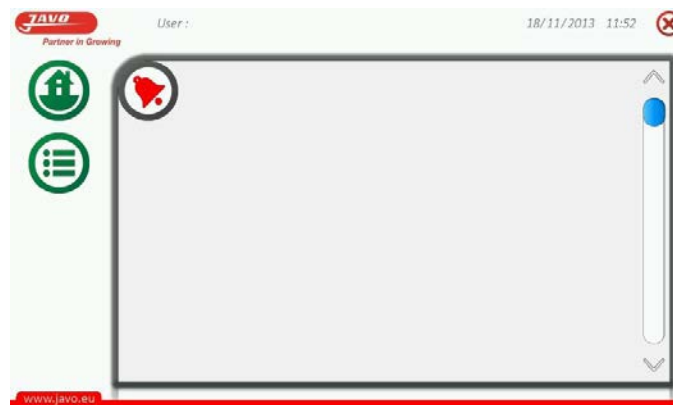 JAVO
Partner in Growing
User :
18/11/2013 11:52
www.javo.eu